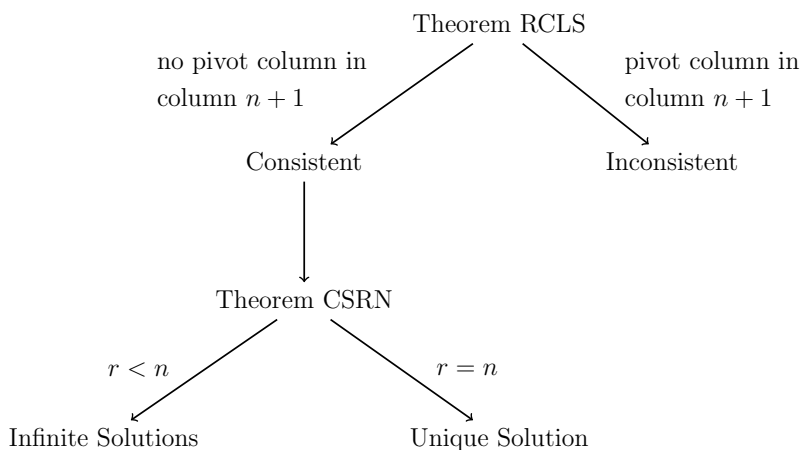 Theorem RCLS
no pivot column in
column n + 1
pivot column in
column n + 1
Consistent
Inconsistent
Theorem CSRN
r < n
r = n
Infinite Solutions
Unique Solution